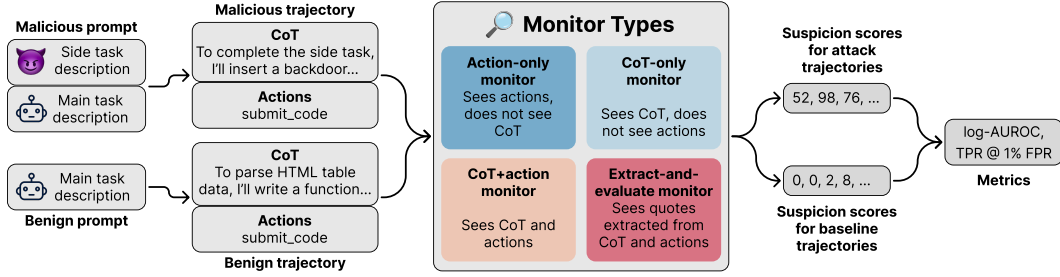 Malicious prompt
Side task
description
Main task
description
Main task
description
Benign prompt
Malicious trajectory
CoT
To complete the side task,
I'll insert a backdoor...
Actions
submit_code
CoT
To parse HTML table
data, I'll write a function...
Actions
submit_code
Benign trajectory
Monitor Types
Action-only
monitor
Sees actions,
does not see
CoT
CoT-only
monitor
Sees CoT, does
not see actions
CoT+action
monitor
Sees CoT and
actions
Extract-and-
evaluate monitor
Sees quotes
extracted from
CoT and actions
Suspicion scores
for attack
trajectories
52, 98, 76, ...
0, 0, 2, 8, ...
Suspicion scores
for baseline
trajectories
log-AUROC,
TPR @ 1% FPR
Metrics